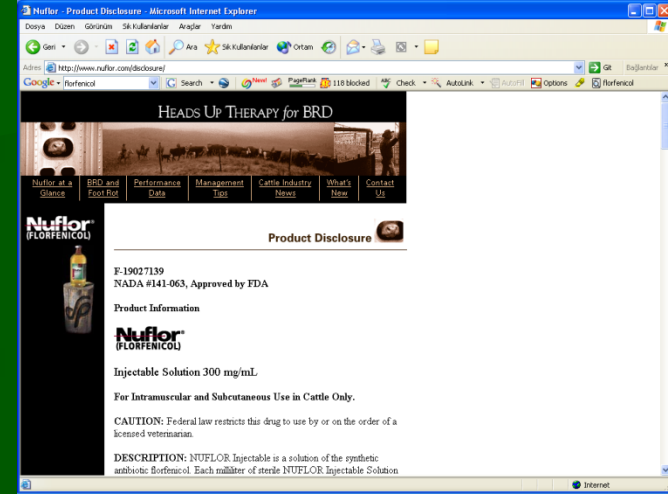 Nuflor - Product Disclosure - Microsoft Internet Explorer
Dosya Düzen Görünüm Sık Kullanılanlar Araçlar Yardım
Geri Ara Sık Kullanılanlar Ortam
Adres http://www.nuflor.com/disclosure/ Git Bağlantılar
Google florfenicol Search New! PageRank 118 blocked Check AutoLink AutoFill Options florfenicol
HEADS UP THERAPY for BRD
Nuflor at a Glance
BRD and Foot Rot
Performance Data
Management Tips
Cattle Industry News
What's New
Contact Us
Nuflor
(FLORFENICOL)
Product Disclosure
F-19027139
NADA #141-063, Approved by FDA
Product Information
Nuflor
(FLORFENICOL)
Injectable Solution 300 mg/mL
For Intramuscular and Subcutaneous Use in Cattle Only.
CAUTION: Federal law restricts this drug to use by or on the order of a
licensed veterinarian.
DESCRIPTION: NUFLOR Injectable is a solution of the synthetic
antibiotic florfenicol. Each milliliter of sterile NUFLOR Injectable Solution
Internet